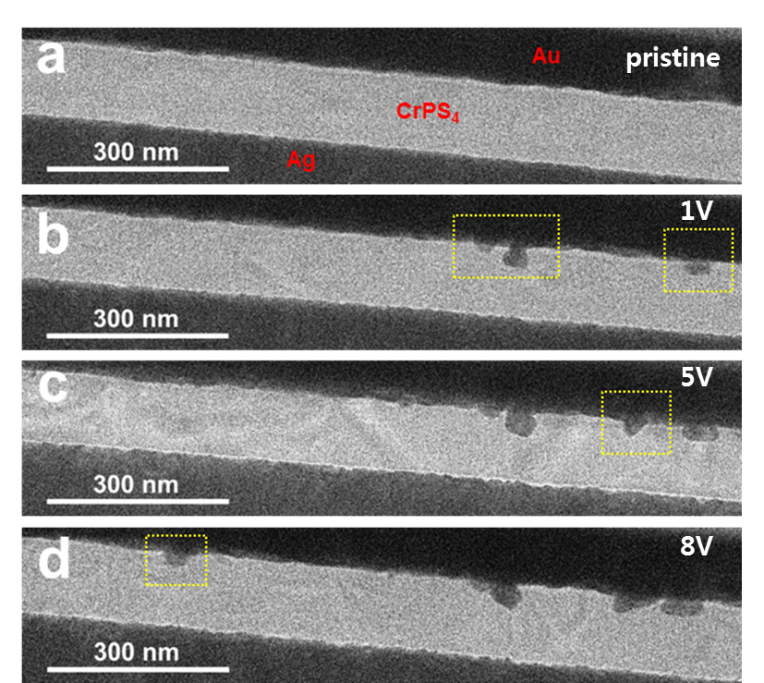 a
Au
pristine
CrPS₄
Ag
300 nm
b
1V
300 nm
c
5V
300 nm
d
8V
300 nm